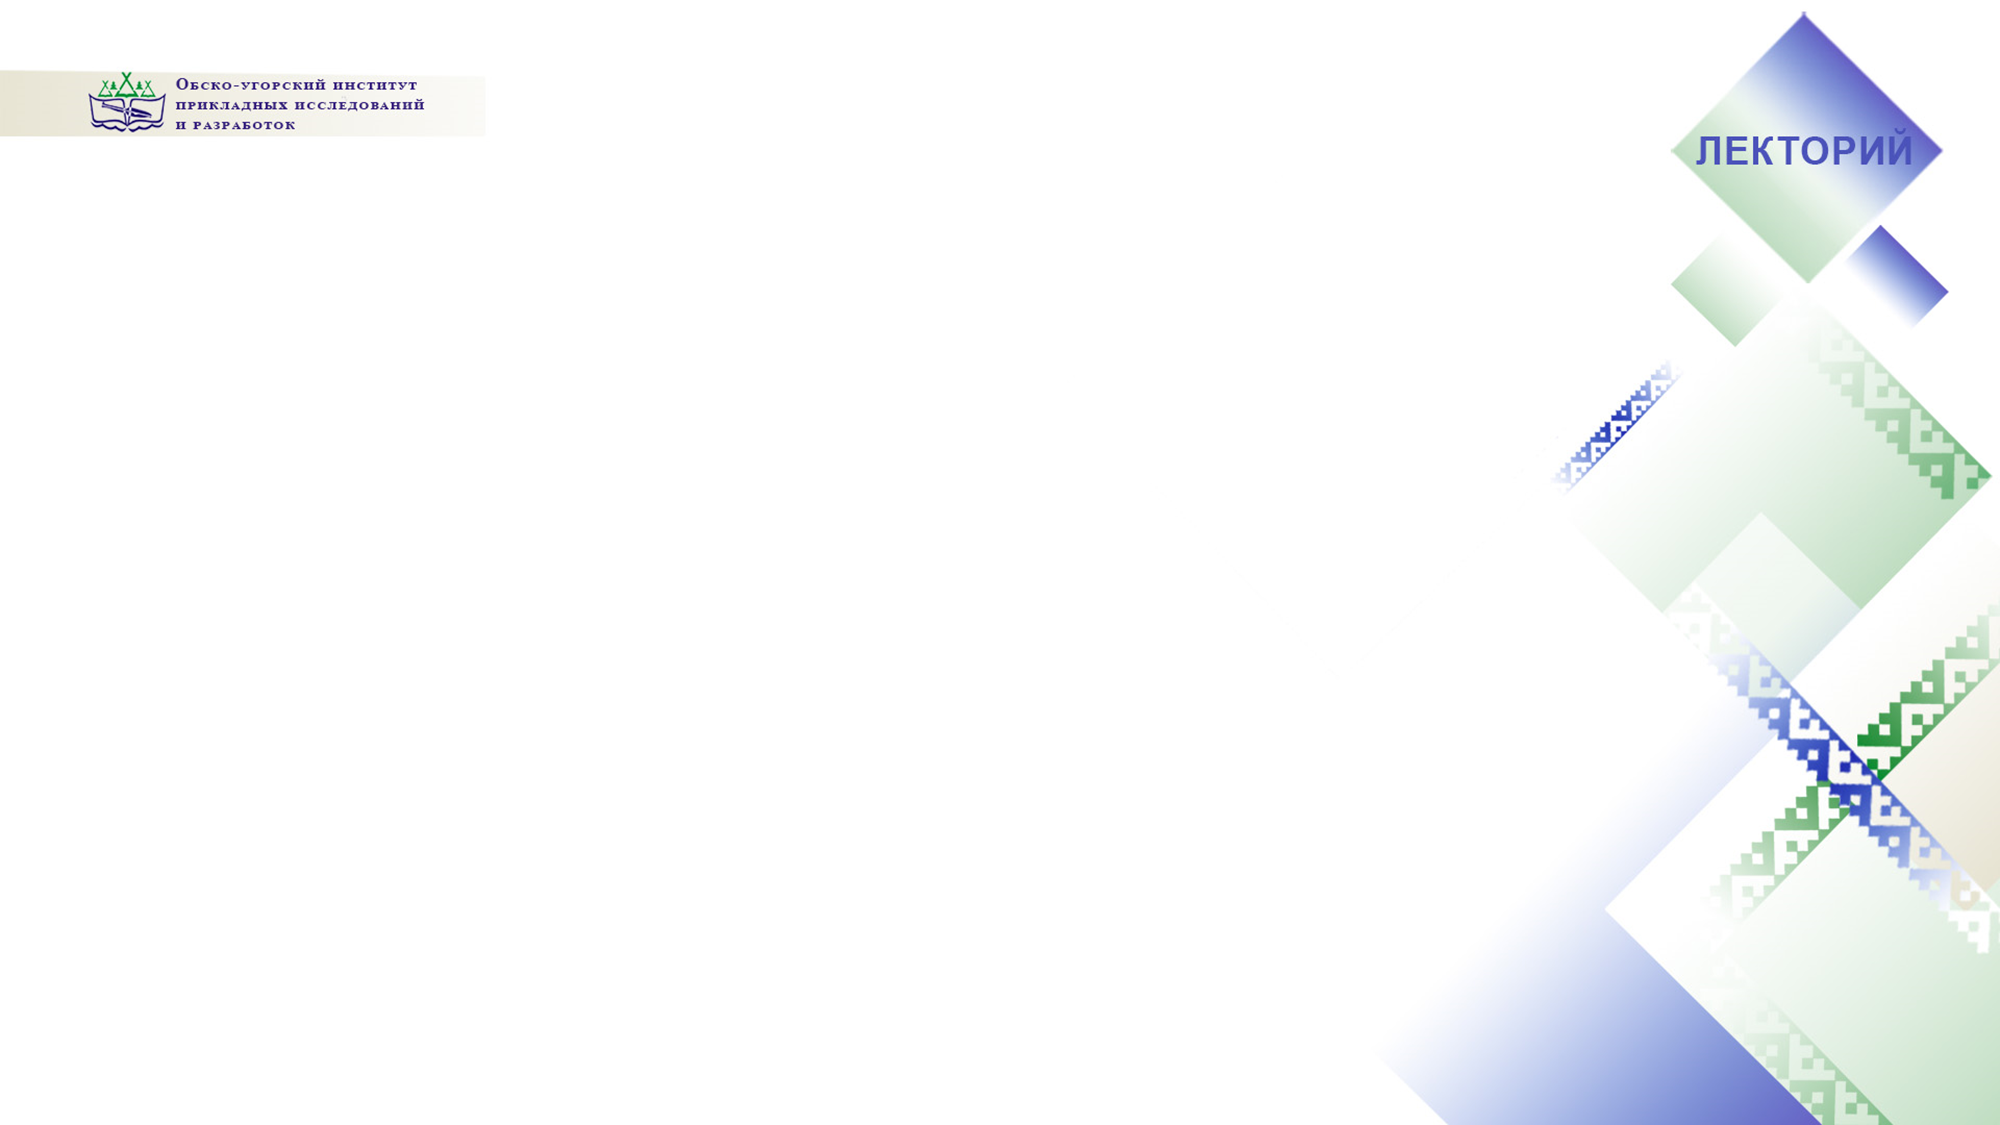 Обско-угорский институт
прикладных исследований
и разработок
ЛЕКТОРИЙ